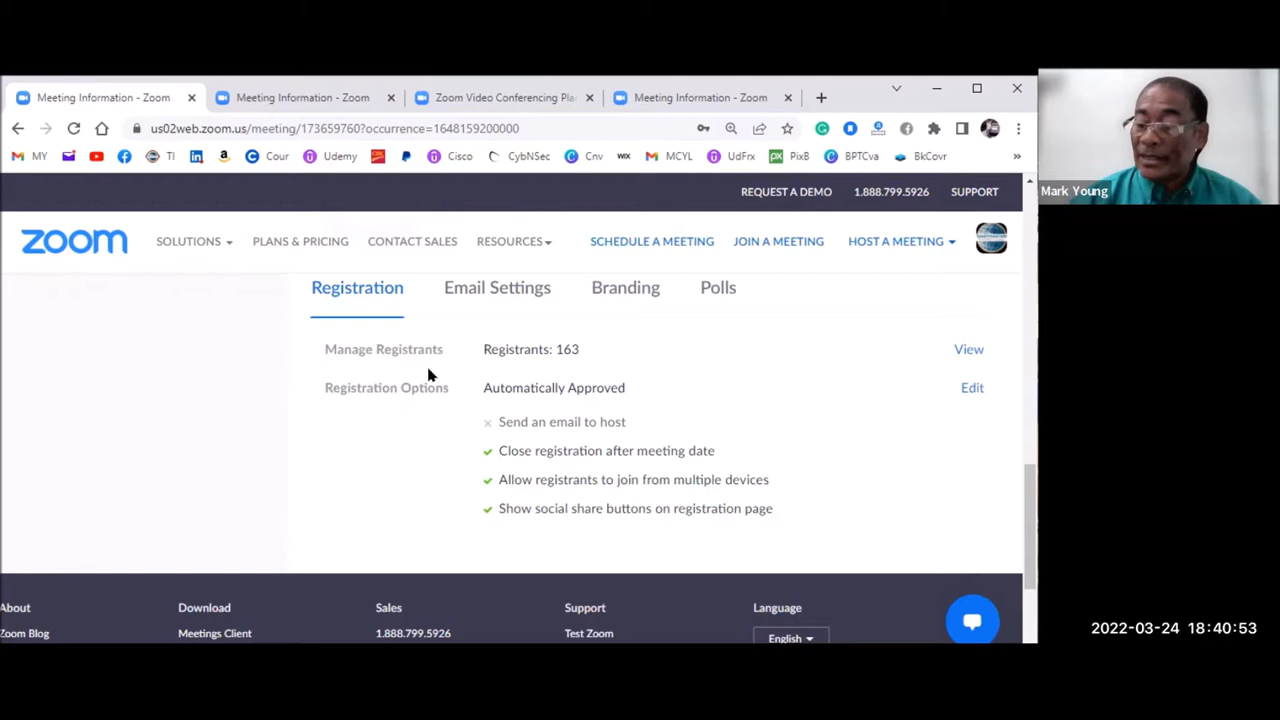 Meeting Information - Zoom
Meeting Information - Zoom
Zoom Video Conferencing Pla
Meeting Information - Zoom
us02web.zoom.us/meeting/173659760?occurrence=1648159200000
MY
TI
Cour
Udemy
Cisco
CybNSec
Cnv
WIX
MCYL
UdFrx
PX
PixB
BPTCva
BkCovr
Mark Young
REQUEST A DEMO 1.888.799.5926 SUPPORT
zoom SOLUTIONS PLANS & PRICING CONTACT SALES RESOURCES SCHEDULE A MEETING JOIN A MEETING HOST A MEETING
Registration Email Settings Branding Polls
Manage Registrants Registrants: 163 View
Registration Options Automatically Approved Edit
Send an email to host
Close registration after meeting date
Allow registrants to join from multiple devices
Show social share buttons on registration page
About Download Sales Support Language
Zoom Blog Meetings Client 1.888.799.5926 Test Zoom English
2022-03-24 18:40:53